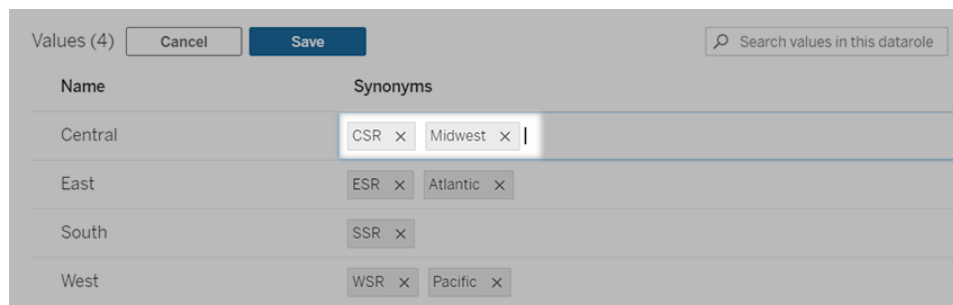 Values (4) Cancel Save Search values in this datarole
Name Synonyms
Central CSR × Midwest ×
East ESR × Atlantic ×
South SSR ×
West WSR × Pacific ×